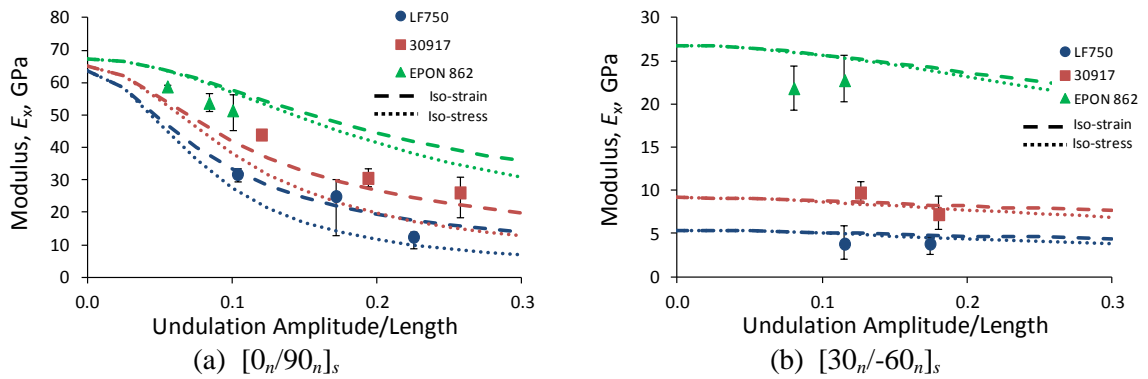 80
70
60
50
40
30
20
10
0
Modulus, Ex, GPa
LF750
30917
EPON 862
Iso-strain
Iso-stress
0.0 0.1 0.2 0.3
Undulation Amplitude/Length
(a) [0n/90n]s
30
25
20
15
10
5
0
Modulus, Ex, GPa
LF750
30917
EPON 862
Iso-strain
Iso-stress
0.0 0.1 0.2 0.3
Undulation Amplitude/Length
(b) [30n/-60n]s